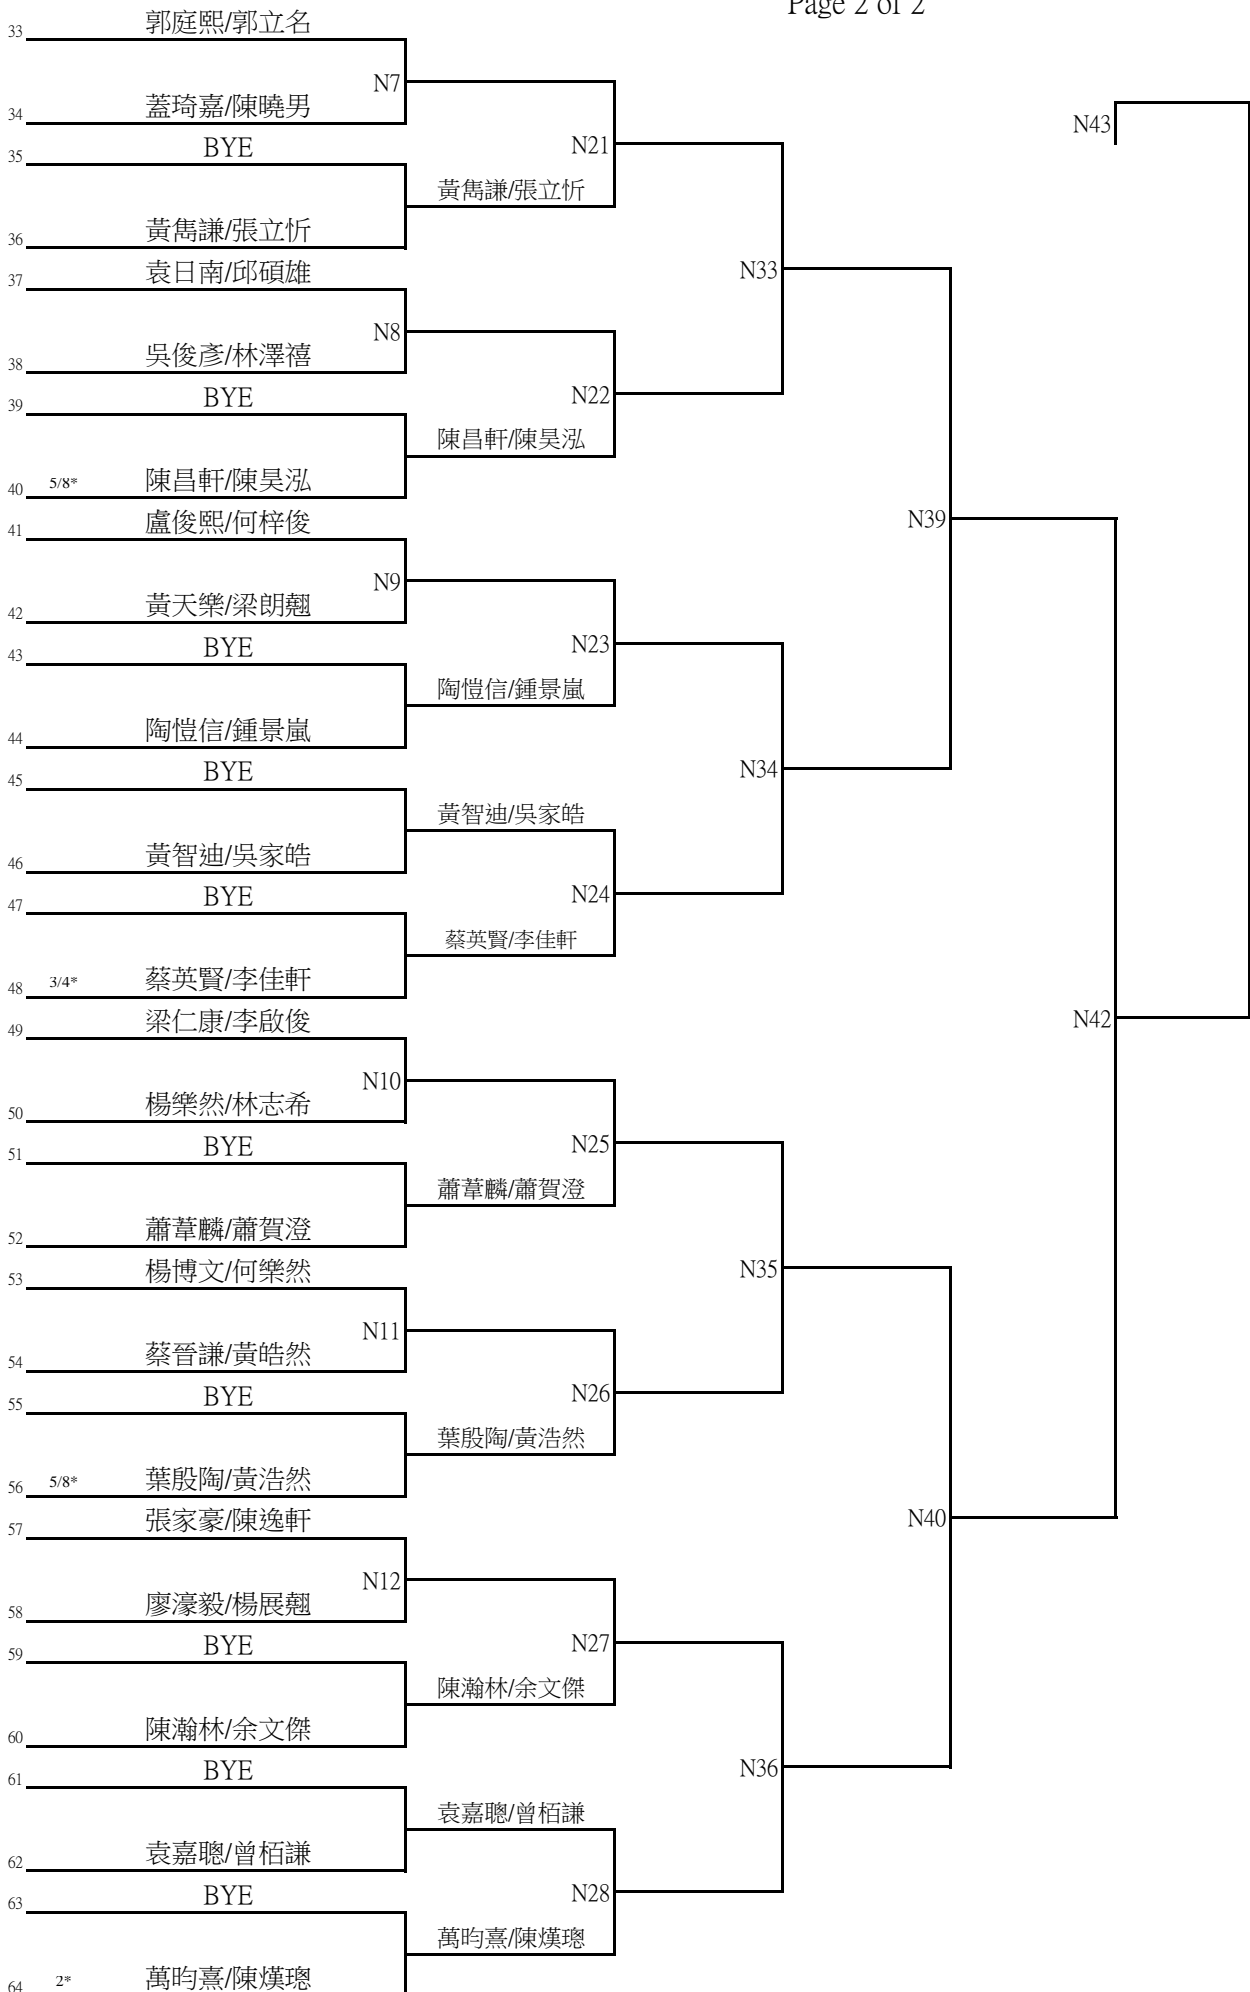 Page 2 of 2
33 郭庭熙/郭立名
N7
34 蓋琦嘉/陳曉男
N43
35 BYE
N21
黃雋謙/張立忻
36 黃雋謙/張立忻
37 袁日南/邱碩雄
N33
N8
38 吳俊彥/林澤禧
39 BYE
N22
陳昌軒/陳昊泓
40 5/8* 陳昌軒/陳昊泓
41 盧俊熙/何梓俊
N39
N9
42 黃天樂/梁朗翹
43 BYE
N23
陶愷信/鍾景嵐
44 陶愷信/鍾景嵐
45 BYE
N34
黃智迪/吳家皓
46 黃智迪/吳家皓
47 BYE
N24
蔡英賢/李佳軒
48 3/4* 蔡英賢/李佳軒
49 梁仁康/李啟俊
N42
N10
50 楊樂然/林志希
51 BYE
N25
蕭葦麟/蕭賀澄
52 蕭葦麟/蕭賀澄
53 楊博文/何樂然
N35
N11
54 蔡晉謙/黃皓然
55 BYE
N26
葉殷陶/黃浩然
56 5/8* 葉殷陶/黃浩然
57 張家豪/陳逸軒
N40
N12
58 廖濠毅/楊展翹
59 BYE
N27
陳瀚林/余文傑
60 陳瀚林/余文傑
61 BYE
N36
袁嘉聰/曾栢謙
62 袁嘉聰/曾栢謙
63 BYE
N28
萬昀熹/陳熯璁
64 2* 萬昀熹/陳熯璁